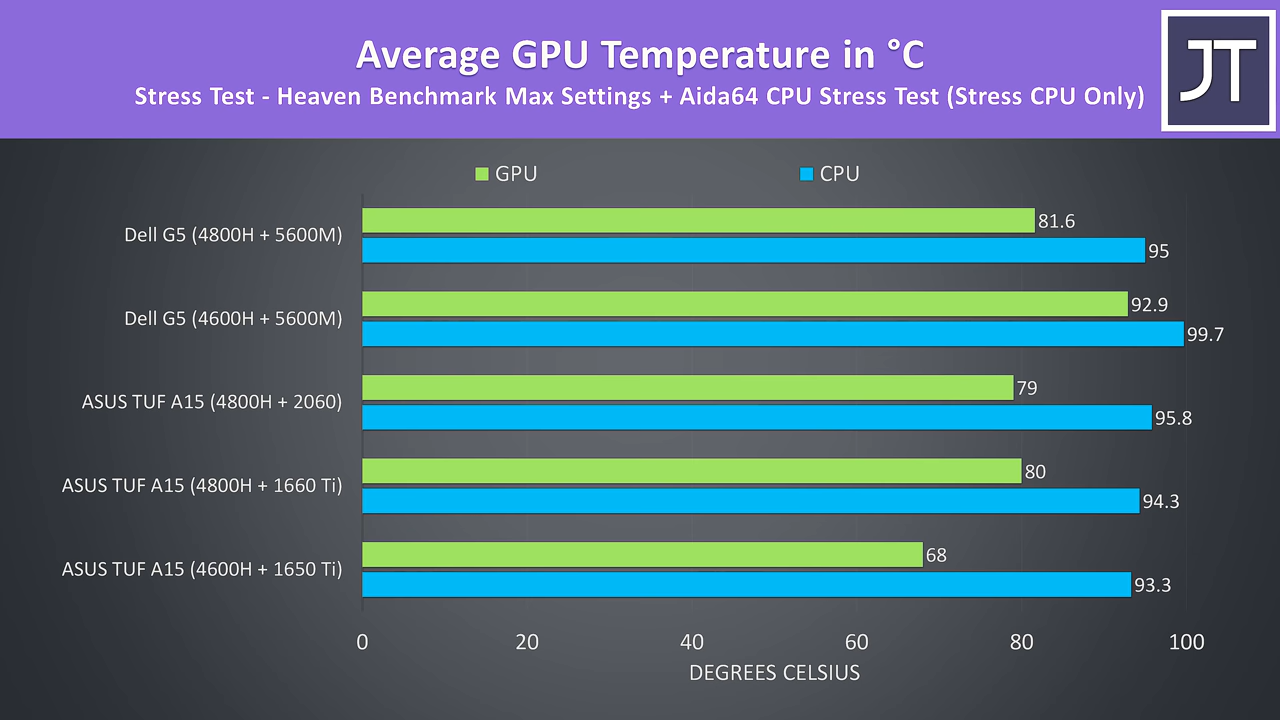 Average GPU Temperature in °C
Stress Test - Heaven Benchmark Max Settings + Aida64 CPU Stress Test (Stress CPU Only)
JT
GPU
CPU
Dell G5 (4800H + 5600M)
81.6
95
Dell G5 (4600H + 5600M)
92.9
99.7
ASUS TUF A15 (4800H + 2060)
79
95.8
ASUS TUF A15 (4800H + 1660 Ti)
80
94.3
ASUS TUF A15 (4600H + 1650 Ti)
68
93.3
0 20 40 60 80 100
DEGREES CELSIUS